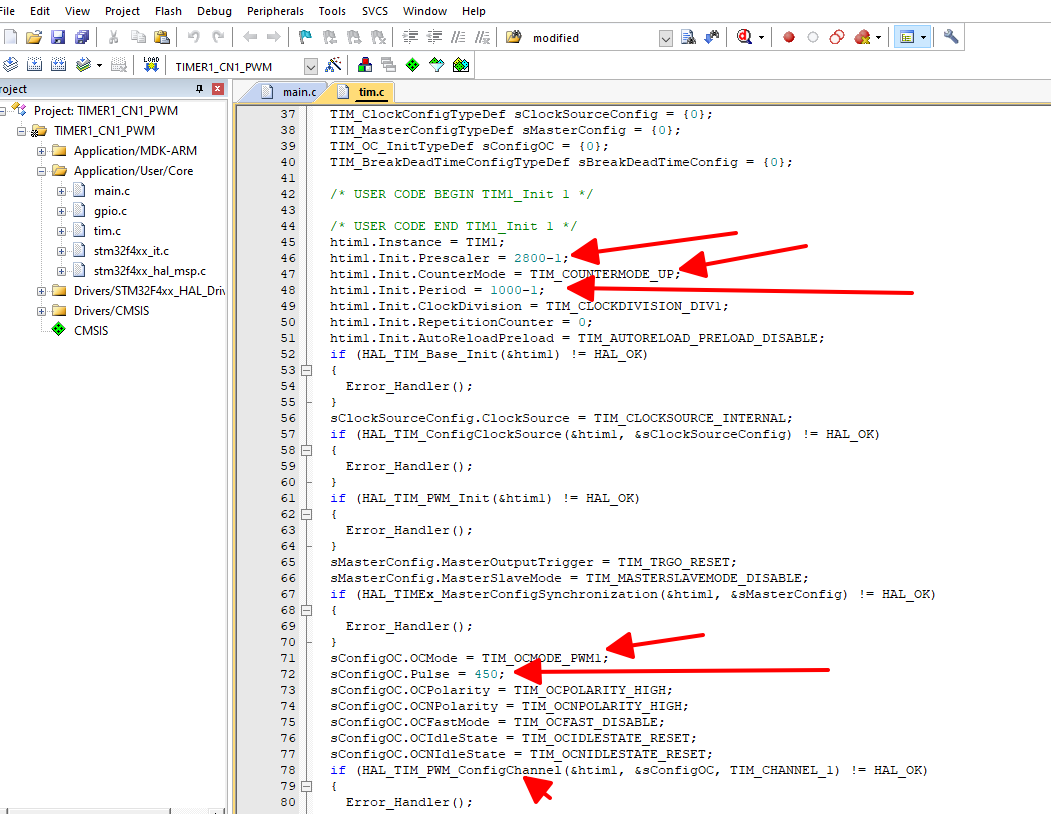 File Edit View Project Flash Debug Peripherals Tools SVCS Window Help
modified
LOAD
TIMER1_CN1_PWM
roject
main.c tim.c
Project: TIMER1_CN1_PWM
TIMER1_CN1_PWM
Application/MDK-ARM
Application/User/Core
main.c
gpio.c
tim.c
stm32f4xx_it.c
stm32f4xx_hal_msp.c
Drivers/STM32F4xx_HAL_Driv
Drivers/CMSIS
CMSIS
37 TIM_ClockConfigTypeDef sClockSourceConfig = {0};
38 TIM_MasterConfigTypeDef sMasterConfig = {0};
39 TIM_OC_InitTypeDef sConfigOC = {0};
40 TIM_BreakDeadTimeConfigTypeDef sBreakDeadTimeConfig = {0};
41
42 /* USER CODE BEGIN TIM1_Init 1 */
43
44 /* USER CODE END TIM1_Init 1 */
45 htim1.Instance = TIM1;
46 htim1.Init.Prescaler = 2800-1;
47 htim1.Init.CounterMode = TIM_COUNTERMODE_UP;
48 htim1.Init.Period = 1000-1;
49 htim1.Init.ClockDivision = TIM_CLOCKDIVISION_DIV1;
50 htim1.Init.RepetitionCounter = 0;
51 htim1.Init.AutoReloadPreload = TIM_AUTORELOAD_PRELOAD_DISABLE;
52 if (HAL_TIM_Base_Init(&htim1) != HAL_OK)
53 {
54 Error_Handler();
55 }
56 sClockSourceConfig.ClockSource = TIM_CLOCKSOURCE_INTERNAL;
57 if (HAL_TIM_ConfigClockSource(&htim1, &sClockSourceConfig) != HAL_OK)
58 {
59 Error_Handler();
60 }
61 if (HAL_TIM_PWM_Init(&htim1) != HAL_OK)
62 {
63 Error_Handler();
64 }
65 sMasterConfig.MasterOutputTrigger = TIM_TRGO_RESET;
66 sMasterConfig.MasterSlaveMode = TIM_MASTERSLAVEMODE_DISABLE;
67 if (HAL_TIMEx_MasterConfigSynchronization(&htim1, &sMasterConfig) != HAL_OK)
68 {
69 Error_Handler();
70 }
71 sConfigOC.OCMode = TIM_OCMODE_PWM1;
72 sConfigOC.Pulse = 450;
73 sConfigOC.OCPolarity = TIM_OCPOLARITY_HIGH;
74 sConfigOC.OCNPolarity = TIM_OCNPOLARITY_HIGH;
75 sConfigOC.OCFastMode = TIM_OCFAST_DISABLE;
76 sConfigOC.OCIdleState = TIM_OCIDLESTATE_RESET;
77 sConfigOC.OCNIdleState = TIM_OCNIDLESTATE_RESET;
78 if (HAL_TIM_PWM_ConfigChannel(&htim1, &sConfigOC, TIM_CHANNEL_1) != HAL_OK)
79 {
80 Error_Handler();